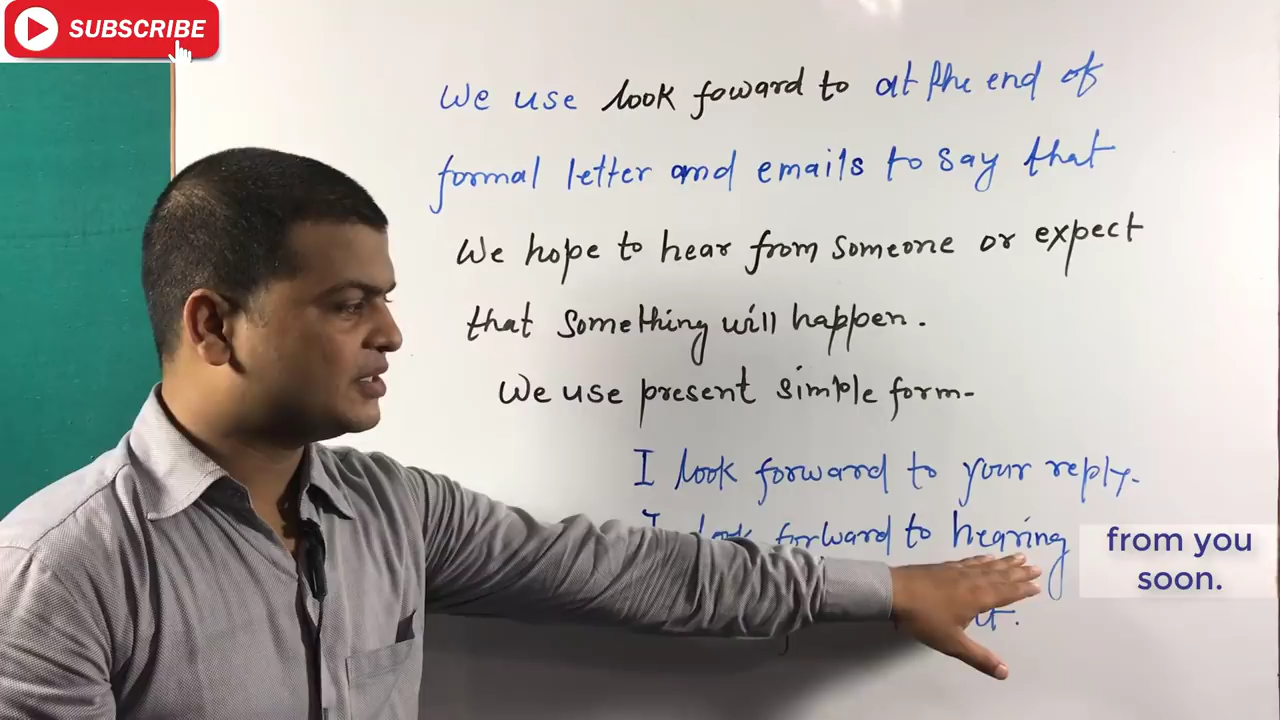 SUBSCRIBE
We use look foward to at the end of
formal letter and emails to say that
We hope to hear from someone or expect
that something will happen.
We use present simple form-
I look forward to your reply.
I look forward to hearing
from you
soon.